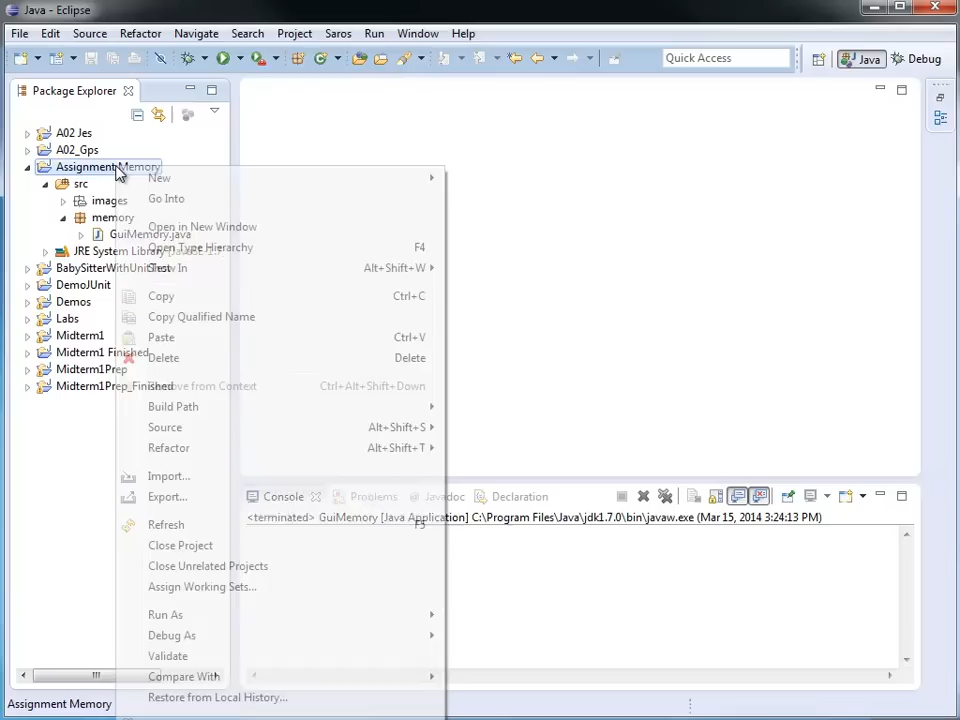 Java - Eclipse
File Edit Source Refactor Navigate Search Project Saros Run Window Help
Quick Access
Java
Debug
Package Explorer
A02 Jes
A02_Gps
Assignment Memory
src
images
memory
GuiMemory.java
JRE System Library
BabySitterWithUnitTest
DemoJUnit
Demos
Labs
Midterm1
Midterm1 Finished
Midterm1Prep
Midterm1Prep_Finished
New
Go Into
Open in New Window
Open Type Hierarchy F4
Show In Alt+Shift+W
Copy Ctrl+C
Copy Qualified Name
Paste Ctrl+V
Delete Delete
Remove from Context Ctrl+Alt+Shift+Down
Build Path
Source Alt+Shift+S
Refactor Alt+Shift+T
Import...
Export...
Refresh F5
Close Project
Close Unrelated Projects
Assign Working Sets...
Run As
Debug As
Validate
Compare With
Restore from Local History...
Console Problems @ Javadoc Declaration
<terminated> GuiMemory [Java Application] C:\Program Files\Java\jdk1.7.0\bin\javaw.exe (Mar 15, 2014 3:24:13 PM)
Assignment Memory